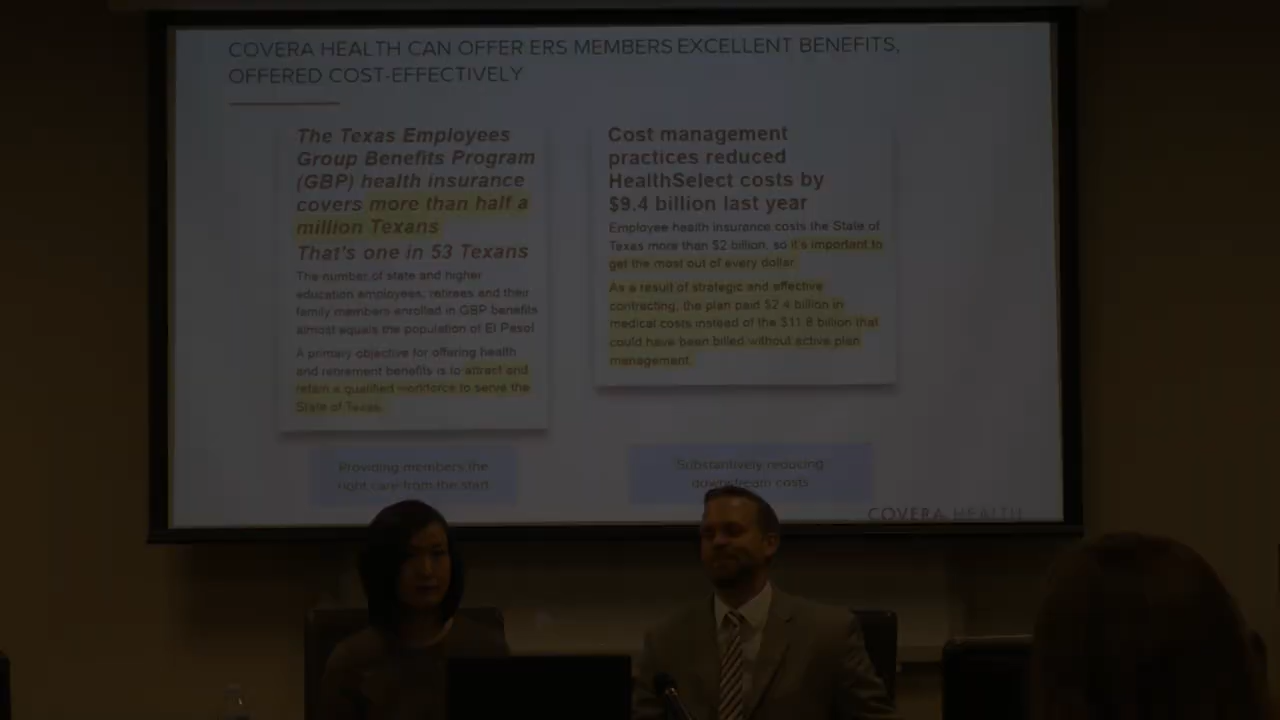 COVERA HEALTH CAN OFFER ERS MEMBERS EXCELLENT BENEFITS,
OFFERED COST-EFFECTIVELY
The Texas Employees
Group Benefits Program
(GBP) health insurance
covers more than half a
million Texans
That's one in 53 Texans
The number of state and higher
education employees, retirees and their
family members enrolled in GBP benefits
almost equals the population of El Paso!
A primary objective for offering health
and retirement benefits is to attract and
retain a qualified workforce to serve the
State of Texas.
Providing members the
right care from the start
Cost management
practices reduced
HealthSelect costs by
$9.4 billion last year
Employee health insurance costs the State of
Texas more than $2 billion, so it's important to
get the most out of every dollar.
As a result of strategic and effective
contracting, the plan paid $2.4 billion in
medical costs instead of the $11.8 billion that
could have been billed without active plan
management.
Substantively reducing
downstream costs
COVERA HEALTH